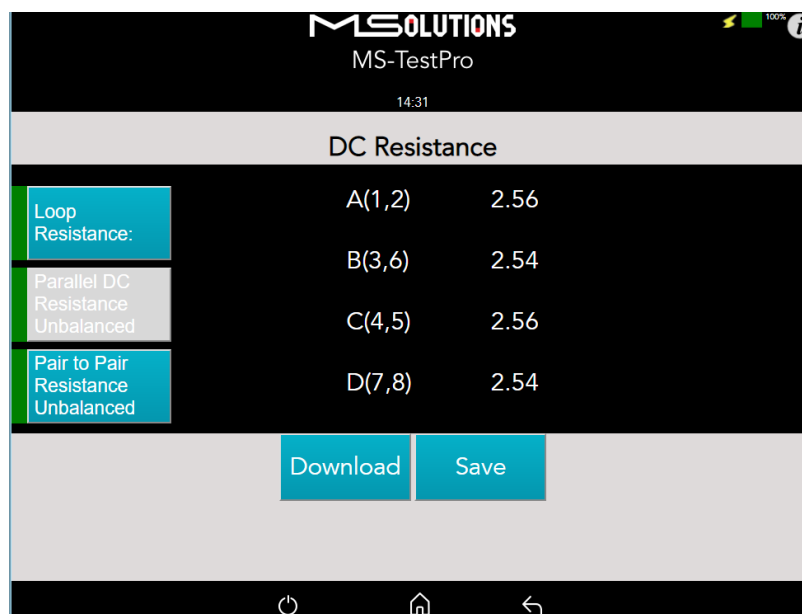 MSOLUTIONS
100%
i
MS-TestPro
14:31
DC Resistance
Loop
Resistance:
Parallel DC
Resistance
Unbalanced
Pair to Pair
Resistance
Unbalanced
A(1,2) 2.56
B(3,6) 2.54
C(4,5) 2.56
D(7,8) 2.54
Download Save